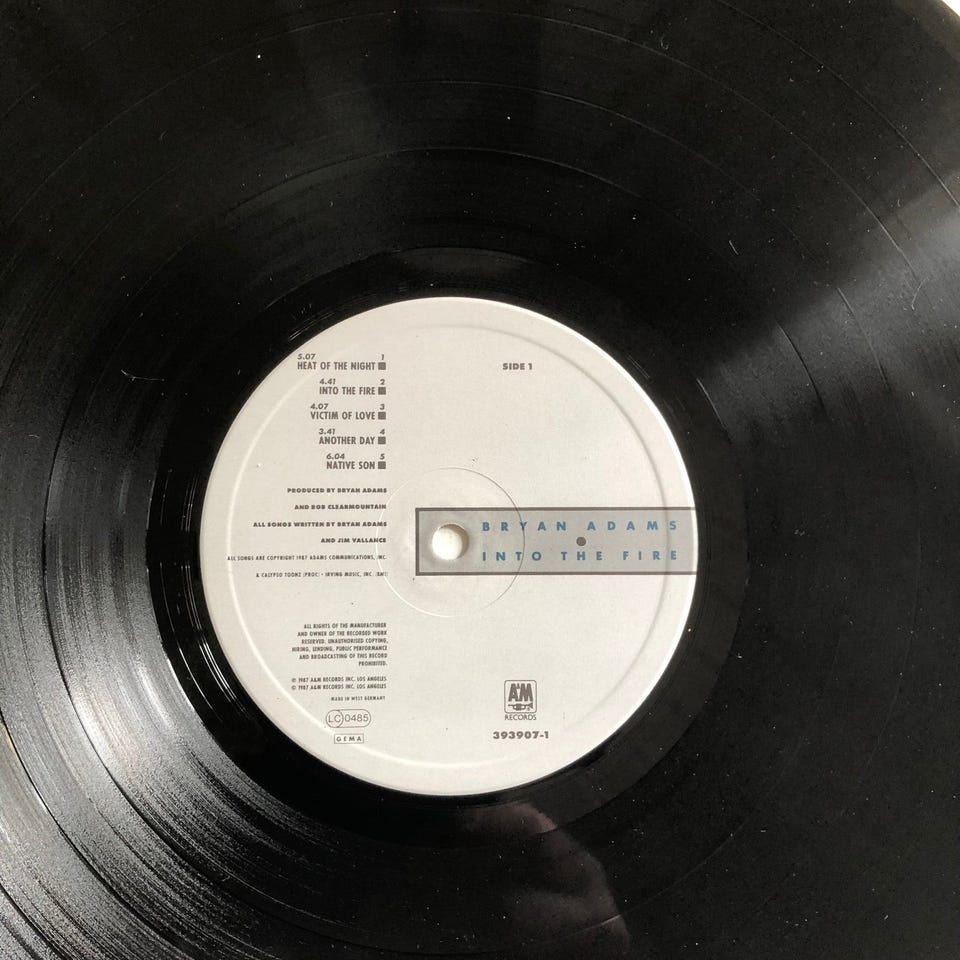 5.07 1
HEAT OF THE NIGHT
4.41 2
INTO THE FIRE
4.07 3
VICTIM OF LOVE
3.41 4
ANOTHER DAY
6.04 5
NATIVE SON
PRODUCED BY BRYAN ADAMS
AND BOB CLEARMOUNTAIN
ALL SONGS WRITTEN BY BRYAN ADAMS
AND JIM VALLANCE
ALL SONGS ARE COPYRIGHT 1987 ADAMS COMMUNICATIONS, INC.
& CALYPSO TOONZ (PROC) • IRVING MUSIC, INC. (BMI)
ALL RIGHTS OF THE MANUFACTURER
AND OWNER OF THE RECORDED WORK
RESERVED. UNAUTHORISED COPYING,
HIRING, LENDING, PUBLIC PERFORMANCE
AND BROADCASTING OF THIS RECORD
PROHIBITED.
℗ 1987 A&M RECORDS INC. LOS ANGELES
© 1987 A&M RECORDS INC. LOS ANGELES
MADE IN WEST GERMANY
LC 0485
GEMA
SIDE 1
BRYAN ADAMS
INTO THE FIRE
A&M
RECORDS
393907-1